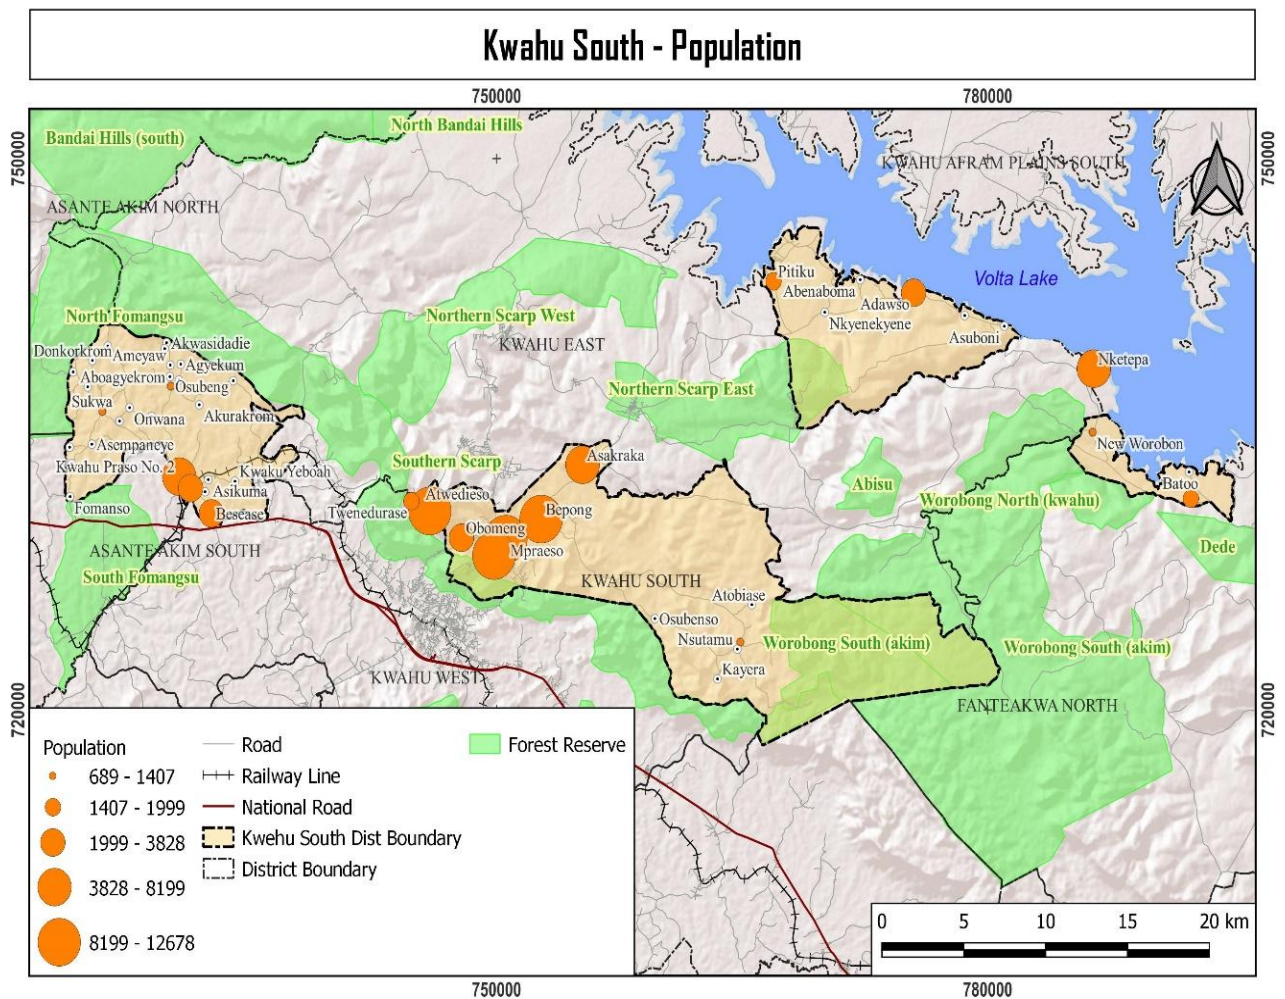 Kwahu South - Population
750000
780000
750000
750000
N
Bandai Hills (south)
North Bandai Hills
KWAHU AFRAM PLAINS SOUTH
ASANTE AKIM NORTH
Volta Lake
Pitiku
Abenaboma
Adawso
Nkyenekyene
Asuboni
North Fomangsu
Northern Scarp West
KWAHU EAST
Donkorkrom
Ameyaw
Akwasidadie
Agyekum
Aboagyekrom
Osubeng
Nketepa
Northern Scarp East
Sukwa
Onwana
Akurakrom
Asempaneye
New Worobon
Kwahu Praso No. 2
Kwaku Yeboah
Southern Scarp
Asakraka
Abisu
Batoo
Asikuma
Atwedieso
Worobong North (kwahu)
Fomanso
Besease
Twenedurase
Bepong
Obomeng
Mpraeso
ASANTE AKIM SOUTH
Dede
South Fomangsu
KWAHU SOUTH
Atobiase
Osubenso
Nsutamu
Worobong South (akim)
Worobong South (akim)
Kayera
KWAHU WEST
FANTEAKWA NORTH
720000
720000
Population
689 - 1407
1407 - 1999
1999 - 3828
3828 - 8199
8199 - 12678
Road
Railway Line
National Road
Kwehu South Dist Boundary
District Boundary
Forest Reserve
0 5 10 15 20 km
750000
780000